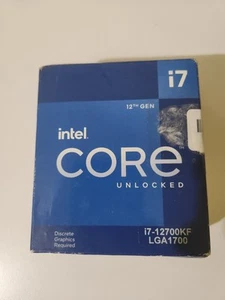 i7
12TH GEN
intel
CORE
UNLOCKED
i7-12700KF
LGA1700
Discrete
Graphics
Required